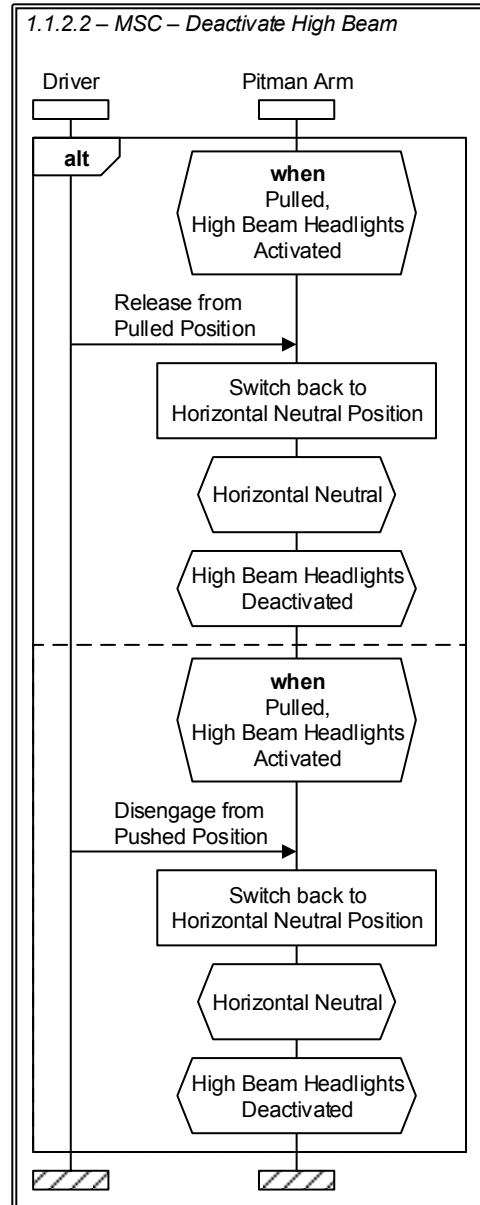 1.1.2.2 – MSC – Deactivate High Beam
Driver
Pitman Arm
alt
when
Pulled,
High Beam Headlights
Activated
Release from
Pulled Position
Switch back to
Horizontal Neutral Position
Horizontal Neutral
High Beam Headlights
Deactivated
when
Pulled,
High Beam Headlights
Activated
Disengage from
Pushed Position
Switch back to
Horizontal Neutral Position
Horizontal Neutral
High Beam Headlights
Deactivated